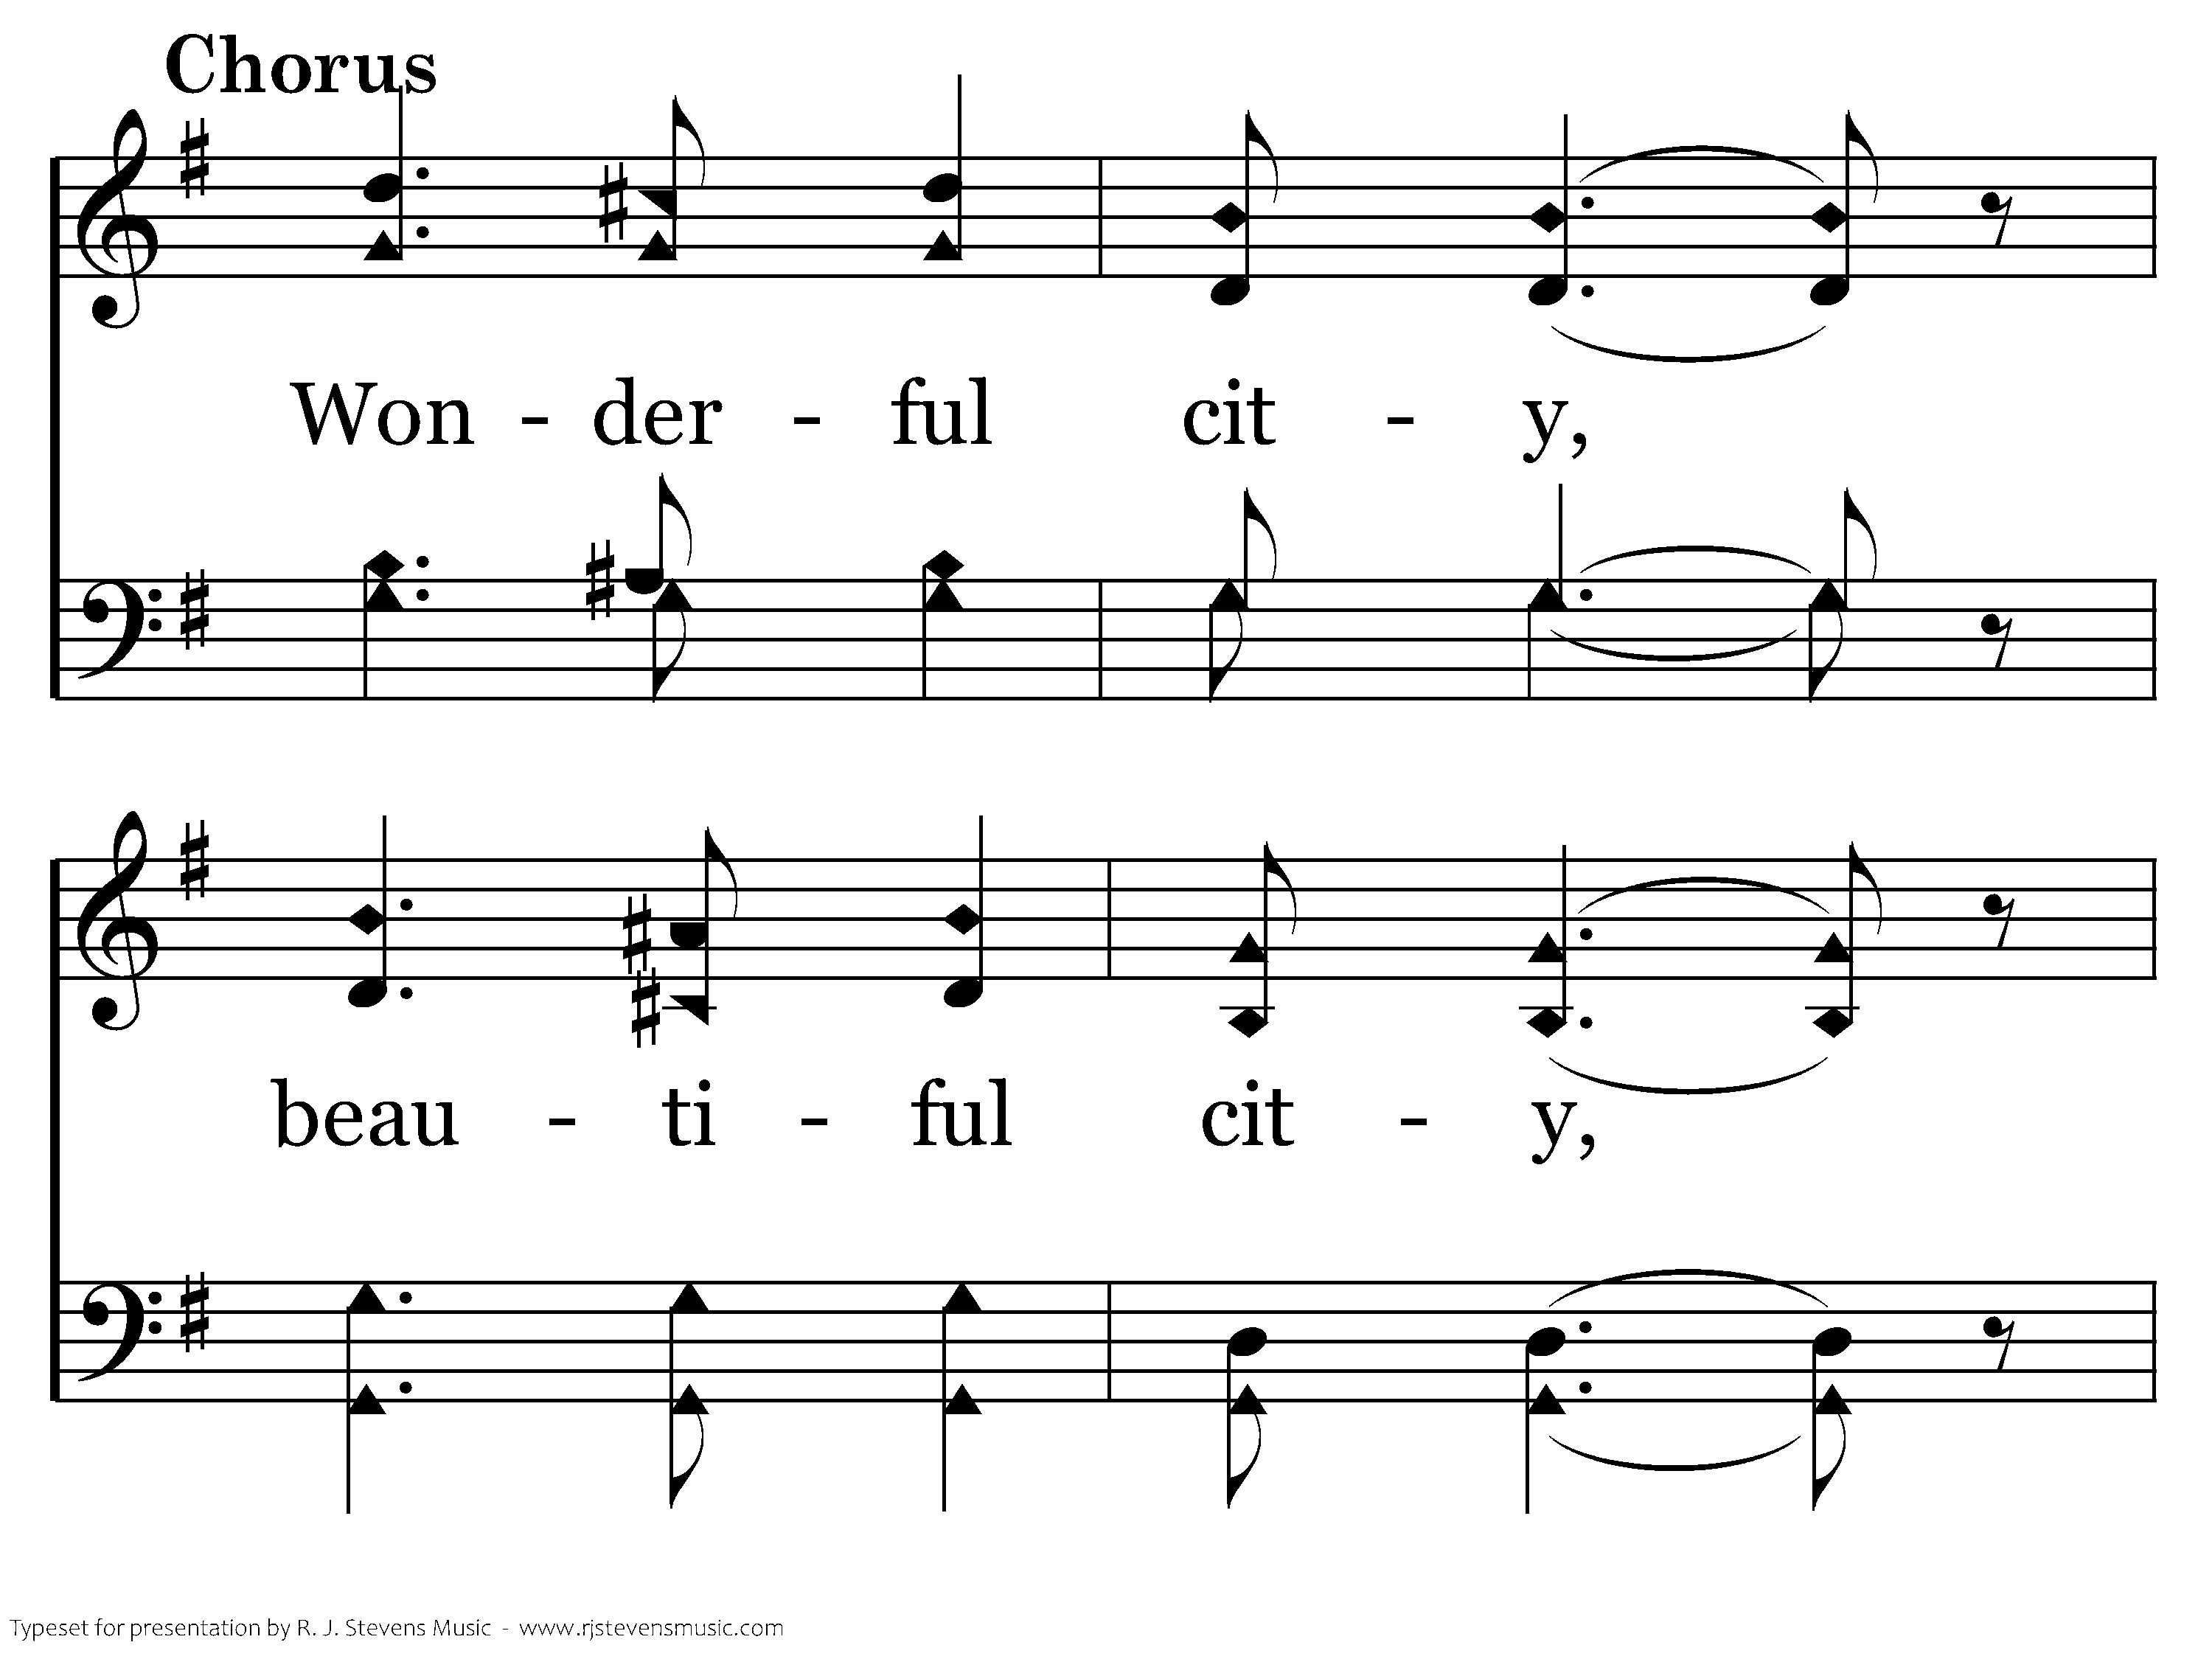 Chorus
Won - der - ful cit - y,
beau - ti - ful cit - y,
Typeset for presentation by R. J. Stevens Music - www.rjstevensmusic.com